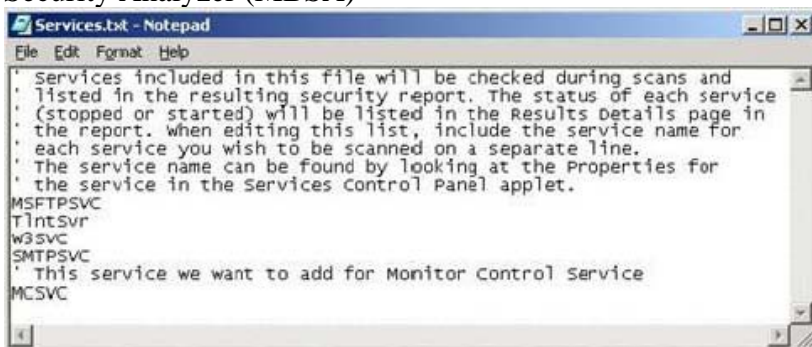 Security Analyzer (MBSA)
Services.txt - Notepad
File Edit Format Help
' Services included in this file will be checked during scans and
' listed in the resulting security report. The status of each service
' (stopped or started) will be listed in the Results Details page in
' the report. When editing this list, include the service name for
' each service you wish to be scanned on a separate line.
' The service name can be found by looking at the Properties for
' the service in the Services Control Panel applet.
MSFTPSVC
TlntSvr
W3SVC
SMTPSVC
' This service we want to add for Monitor Control Service
MCSVC